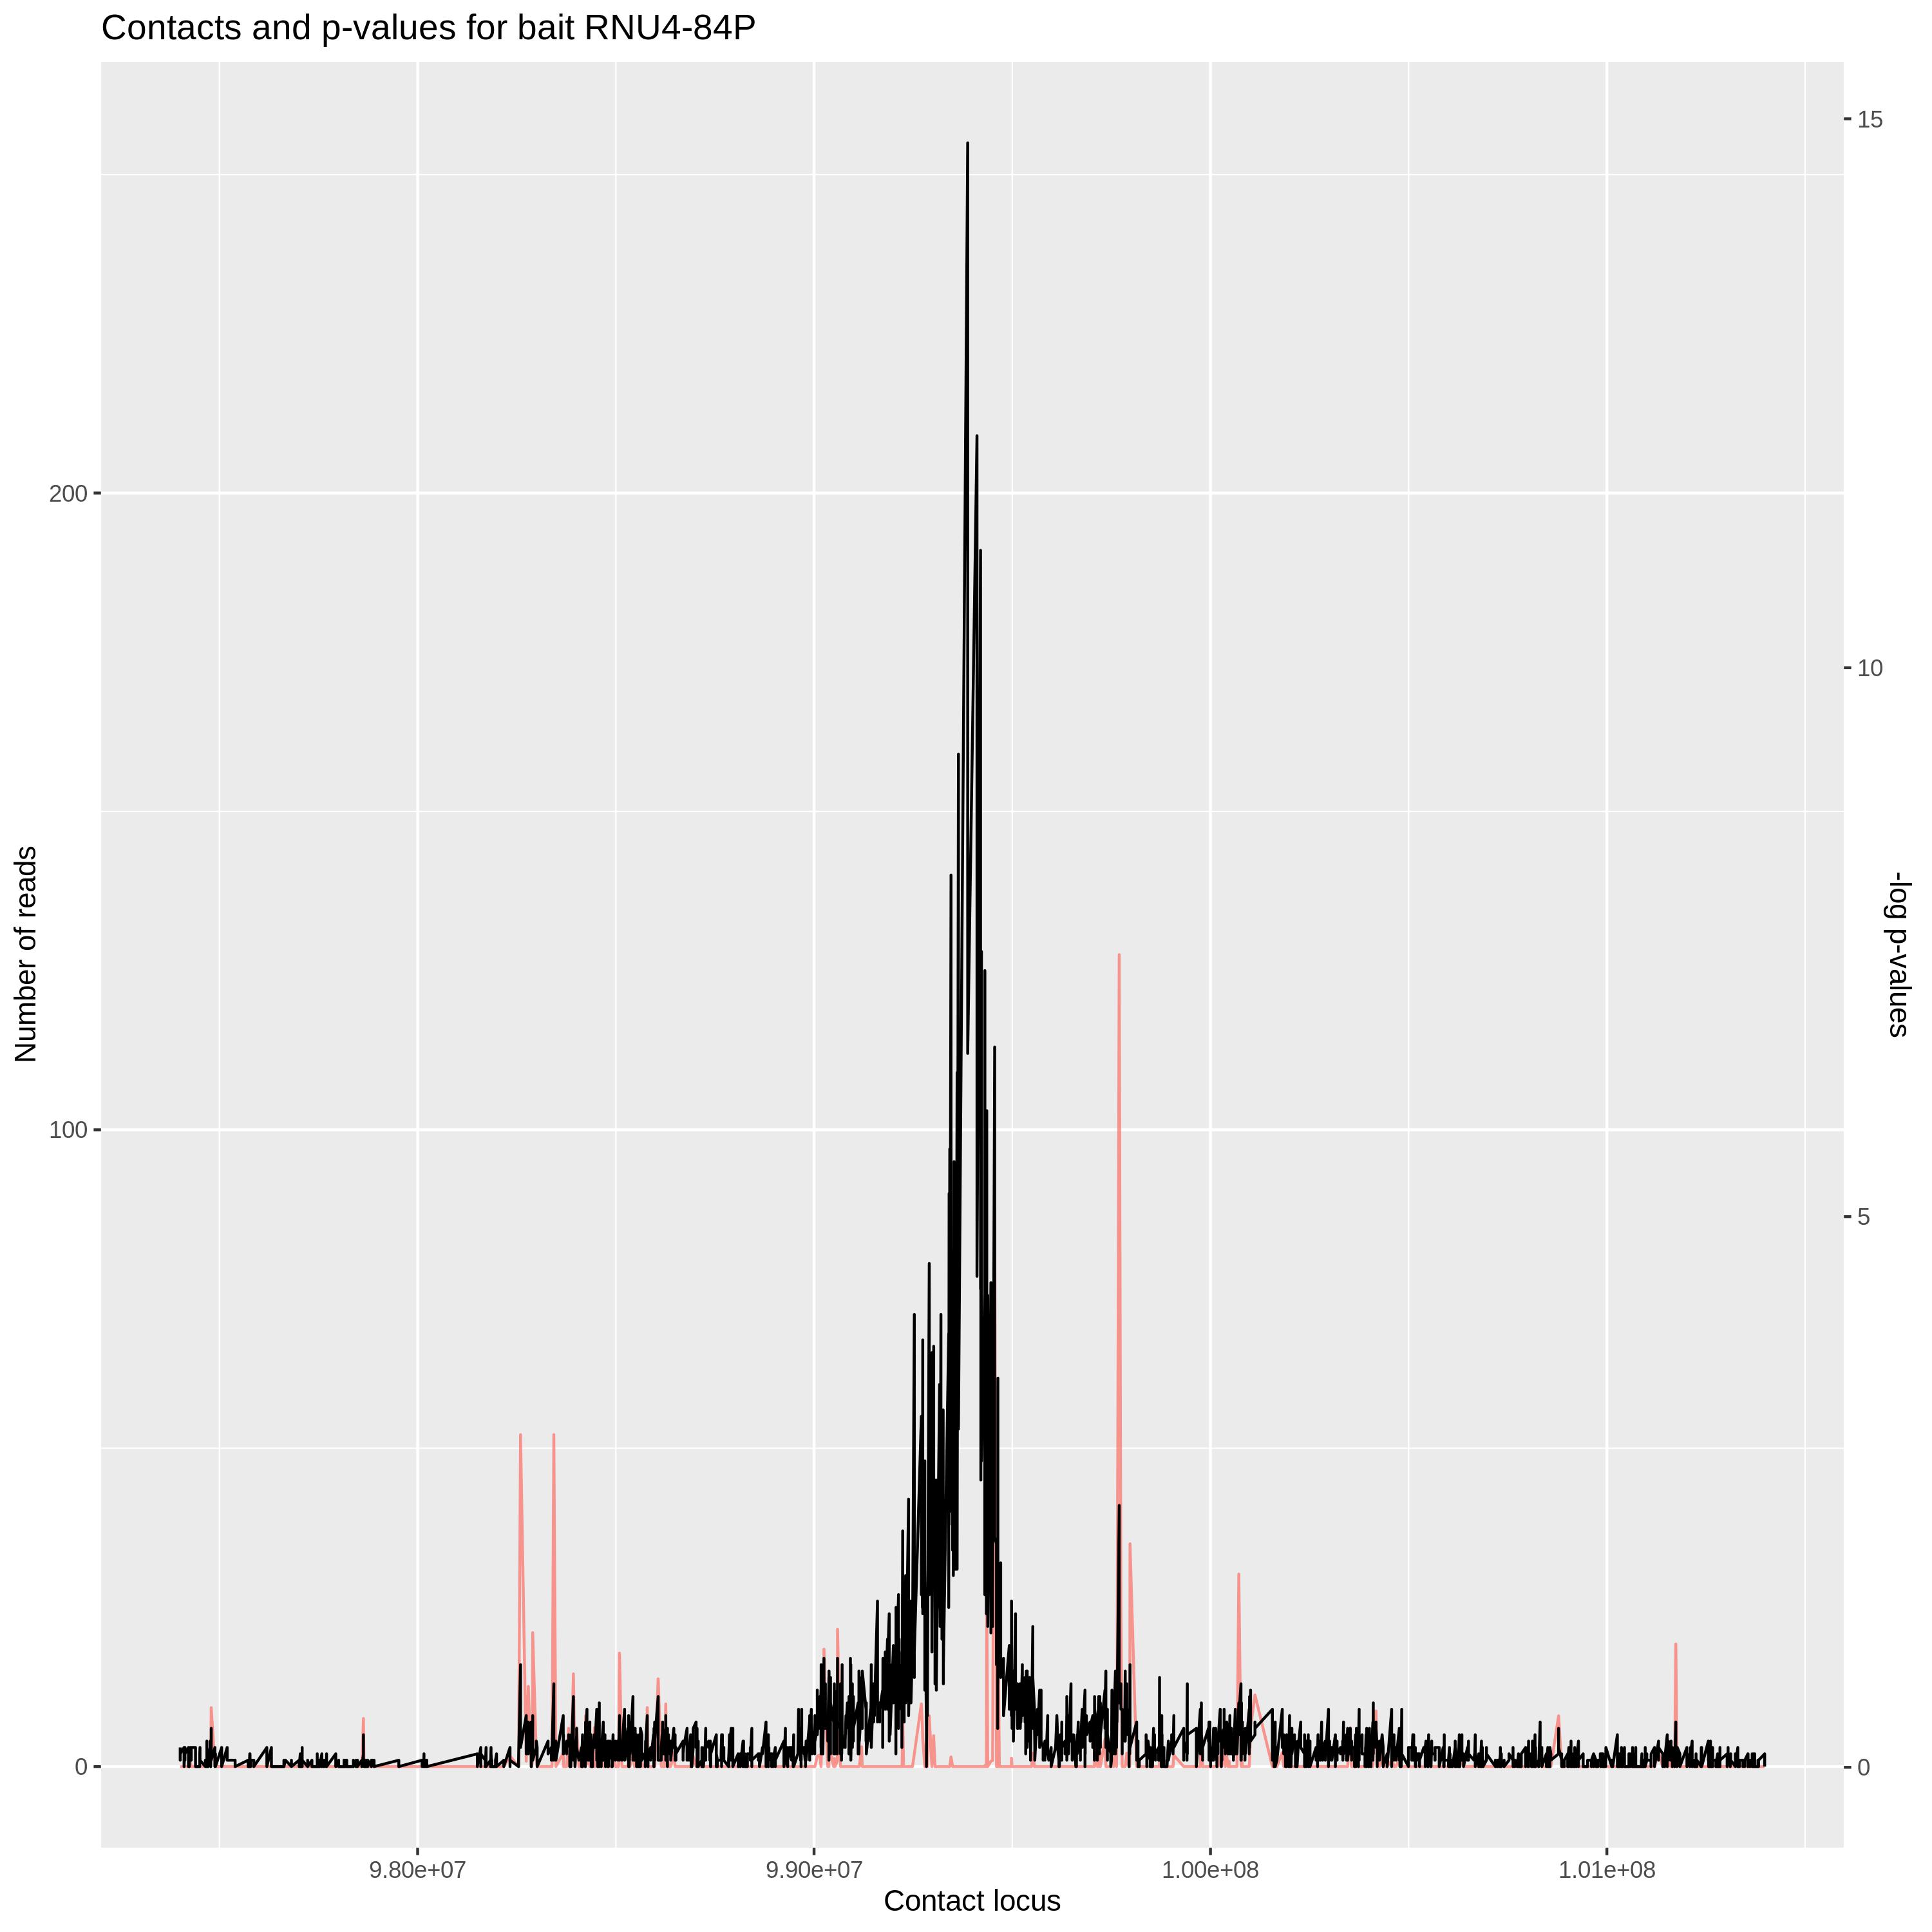 Contacts and p-values for bait RNU4-84P
Number of reads
200
100
0
15
10
5
0
-log p-values
9.80e+07
9.90e+07
1.00e+08
1.01e+08
Contact locus